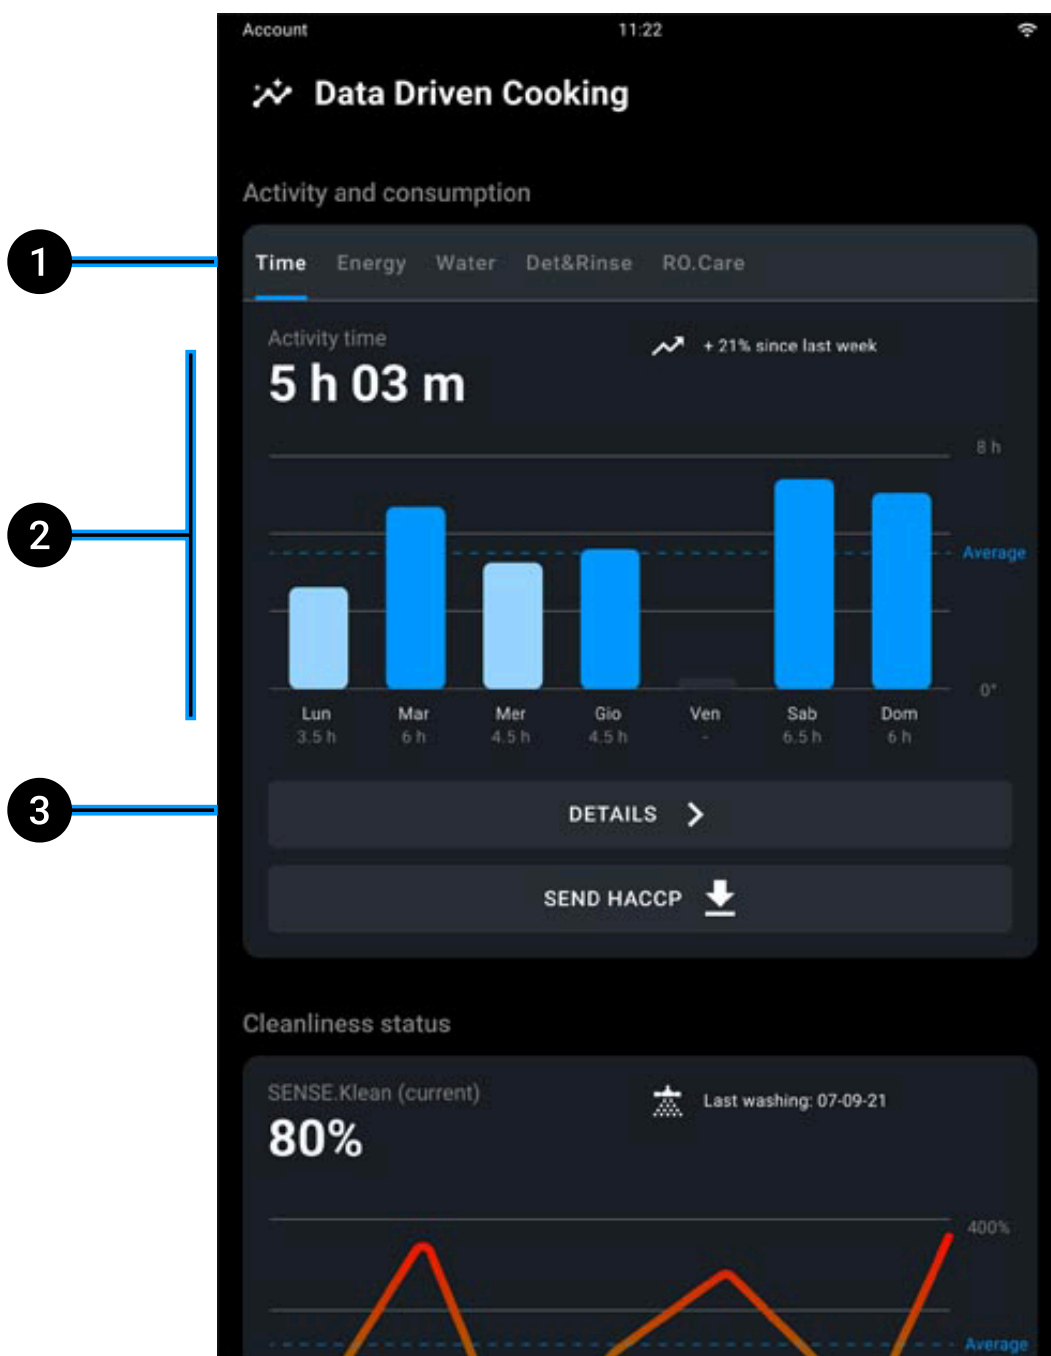 Account 11:22
Data Driven Cooking
Activity and consumption
1
Time Energy Water Det&Rinse RO.Care
Activity time
+ 21% since last week
5 h 03 m
8 h
2
Average
0°
Lun Mar Mer Gio Ven Sab Dom
3.5 h 6 h 4.5 h 4.5 h - 6.5 h 6 h
3
DETAILS
SEND HACCP
Cleanliness status
SENSE.Klean (current)
Last washing: 07-09-21
80%
400%
Average